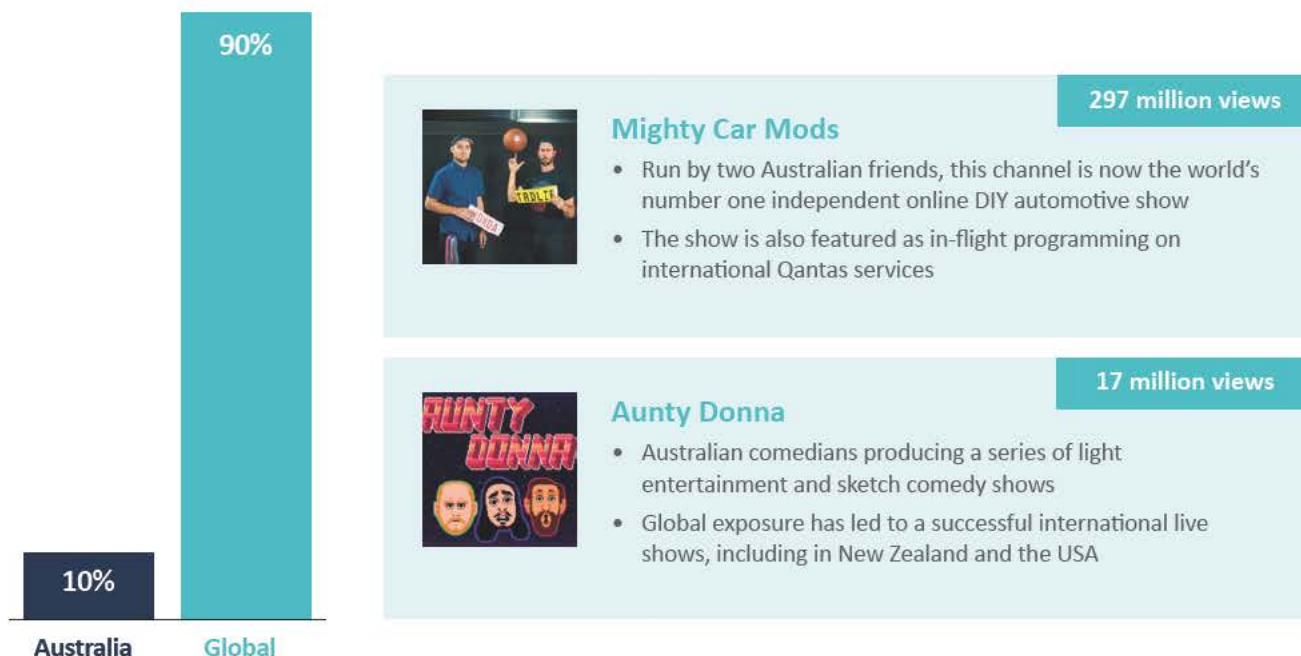 90%
10%
Australia
Global
297 million views
Mighty Car Mods
• Run by two Australian friends, this channel is now the world's
number one independent online DIY automotive show
• The show is also featured as in-flight programming on
international Qantas services
17 million views
AUNTY
DONNA
Aunty Donna
• Australian comedians producing a series of light
entertainment and sketch comedy shows
• Global exposure has led to a successful international live
shows, including in New Zealand and the USA